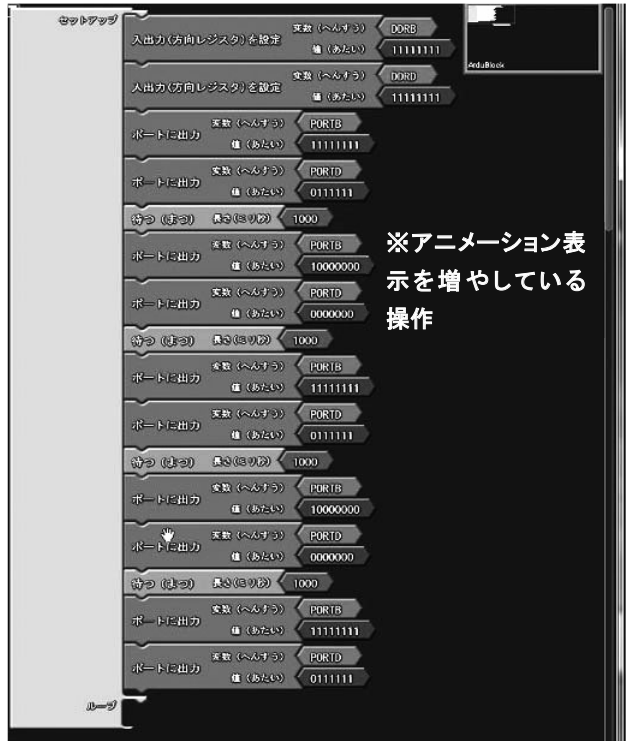 セットアップ
入出力(方向レジスタ)を設定
変数 (へんすう) DDRB
値 (あたい) 11111111
入出力(方向レジスタ)を設定
変数 (へんすう) DDRD
値 (あたい) 11111111
ポートに出力
変数 (へんすう) PORTB
値 (あたい) 11111111
ポートに出力
変数 (へんすう) PORTD
値 (あたい) 0111111
待つ (まつ) 長さ(ミリ秒) 1000
ポートに出力
変数 (へんすう) PORTB
値 (あたい) 10000000
ポートに出力
変数 (へんすう) PORTD
値 (あたい) 0000000
待つ (まつ) 長さ(ミリ秒) 1000
ポートに出力
変数 (へんすう) PORTB
値 (あたい) 11111111
ポートに出力
変数 (へんすう) PORTD
値 (あたい) 0111111
待つ (まつ) 長さ(ミリ秒) 1000
ポートに出力
変数 (へんすう) PORTB
値 (あたい) 10000000
ポートに出力
変数 (へんすう) PORTD
値 (あたい) 0000000
待つ (まつ) 長さ(ミリ秒) 1000
ポートに出力
変数 (へんすう) PORTB
値 (あたい) 11111111
ポートに出力
変数 (へんすう) PORTD
値 (あたい) 0111111
ループ
ArduBlock
※アニメーション表
示を増やしている
操作